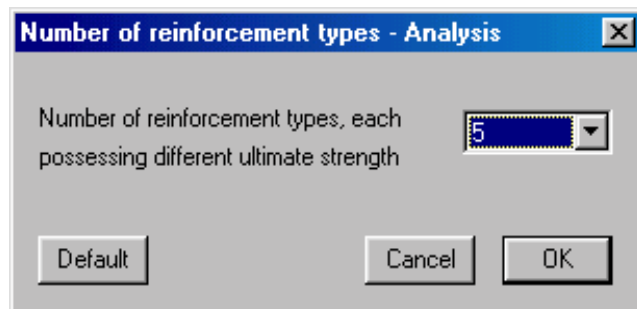 Number of reinforcement types - Analysis
Number of reinforcement types, each
possessing different ultimate strength
5
Default
Cancel
OK